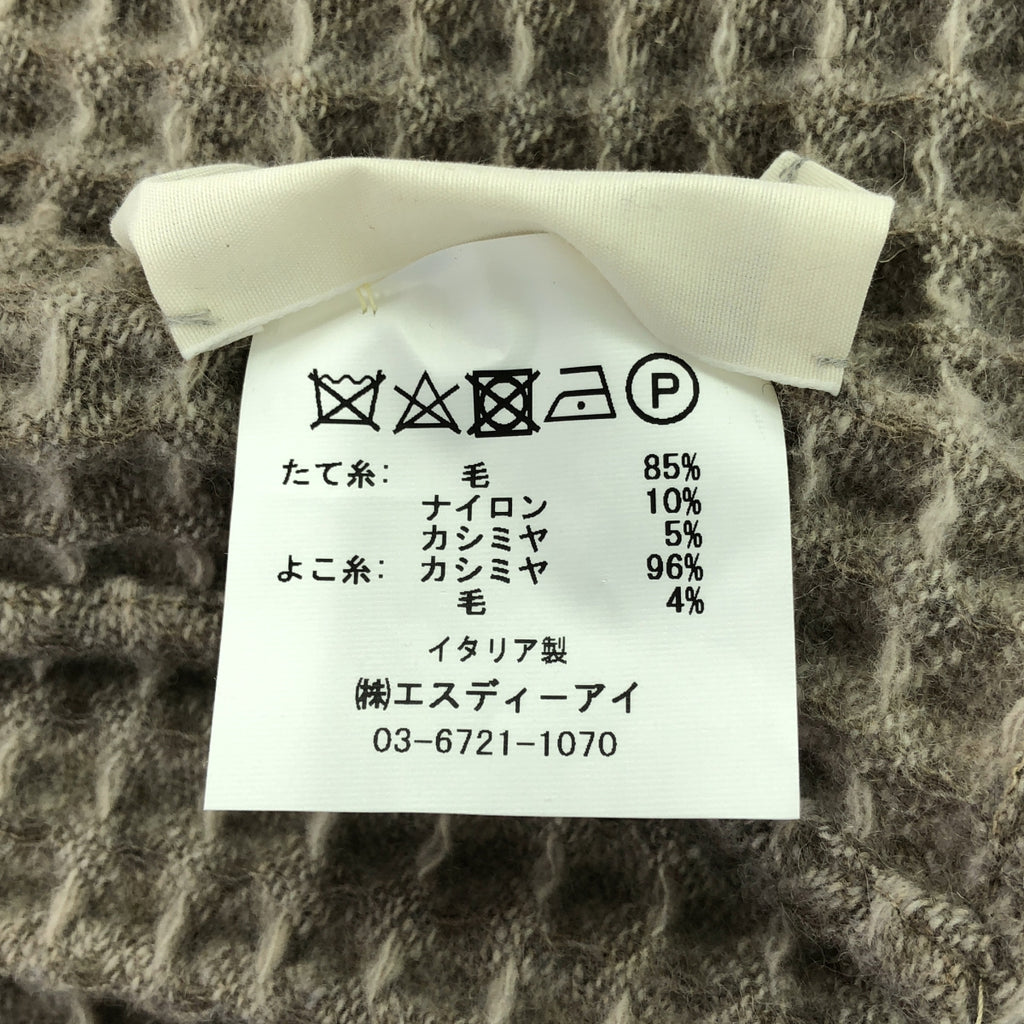 P
たて糸: 毛 85%
ナイロン 10%
カシミヤ 5%
よこ糸: カシミヤ 96%
毛 4%
イタリア製
㈱エスディーアイ
03-6721-1070